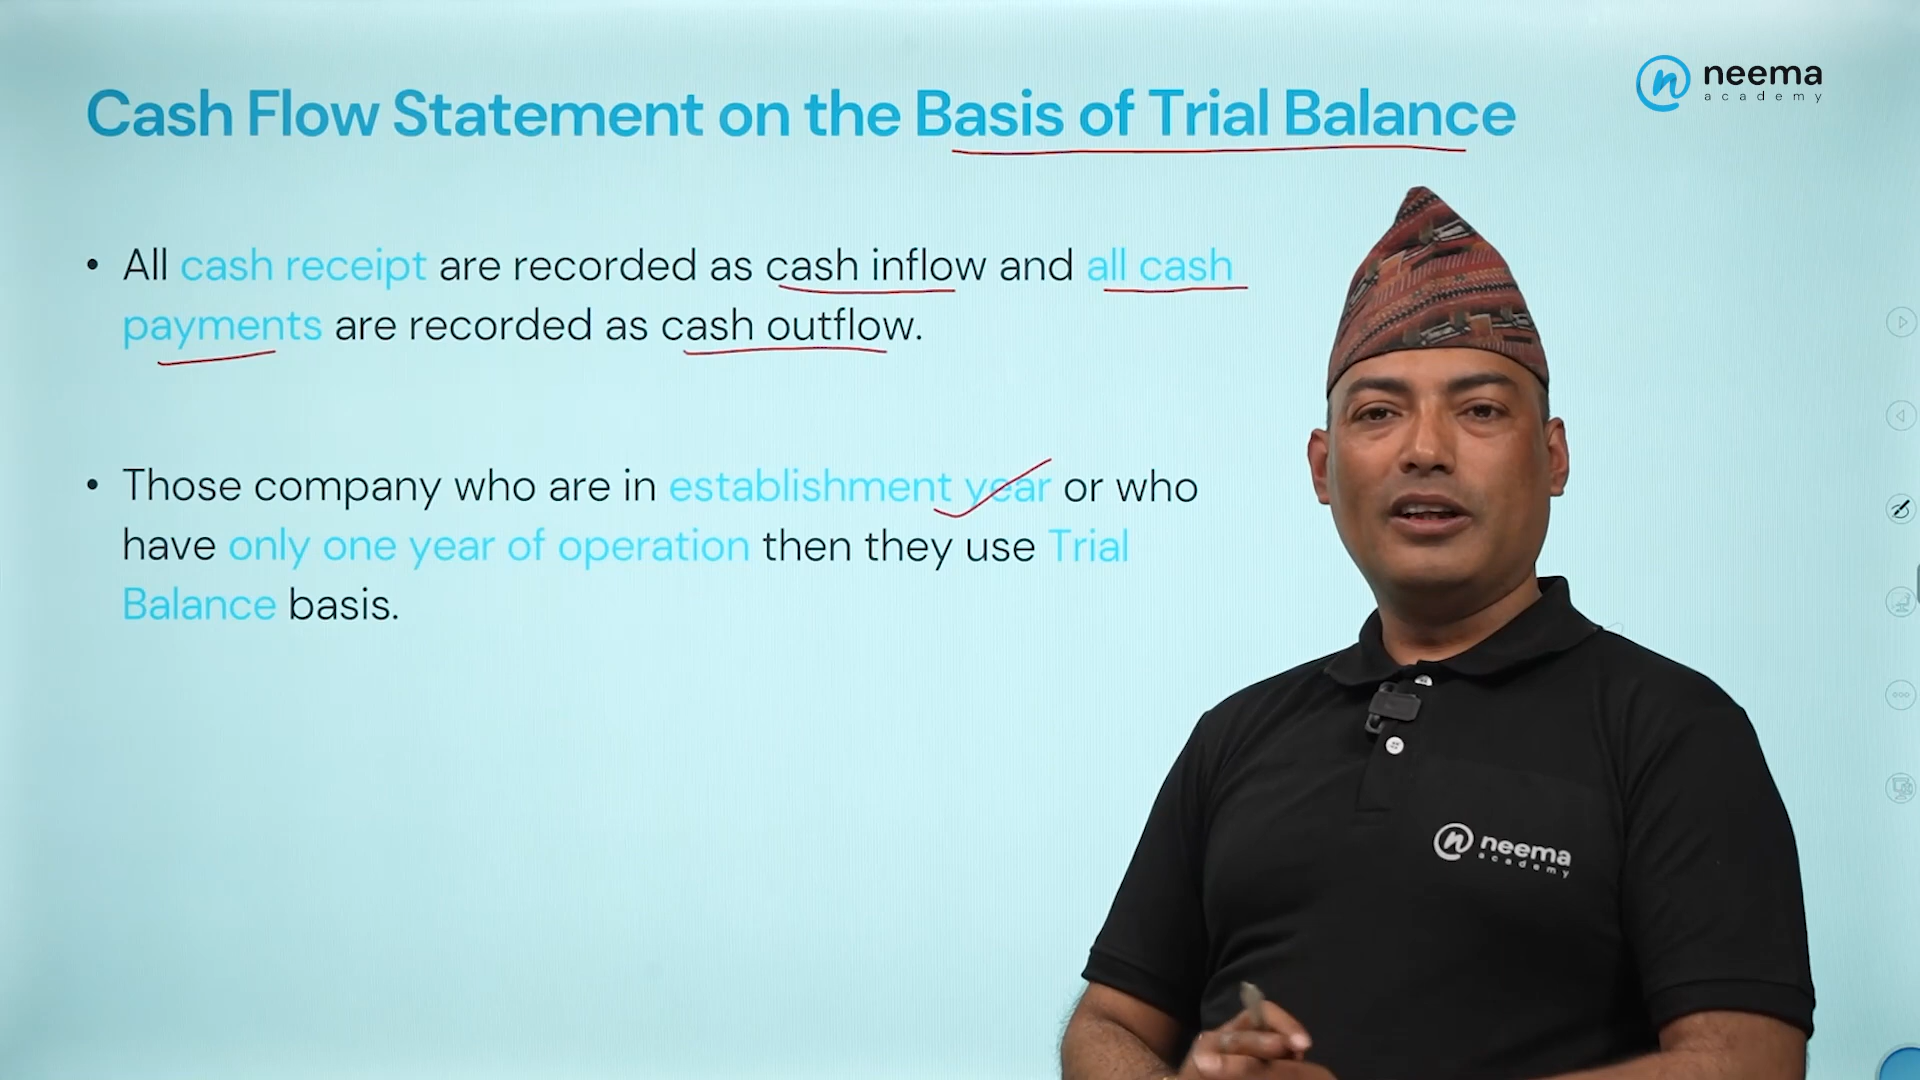 Cash Flow Statement on the Basis of Trial Balance
neema
academy
• All cash receipt are recorded as cash inflow and all cash
payments are recorded as cash outflow.
• Those company who are in establishment year or who
have only one year of operation then they use Trial
Balance basis.
neema
academy